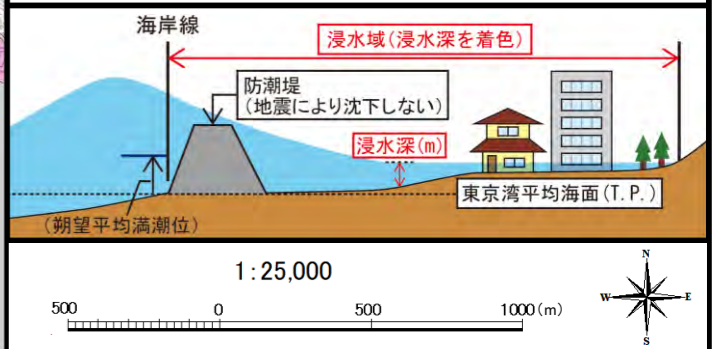 海岸線
浸水域(浸水深を着色)
防潮堤
(地震により沈下しない)
浸水深(m)
東京湾平均海面(T.P.)
(朔望平均満潮位)
1:25,000
500 0 500 1000(m)
N
W E
S